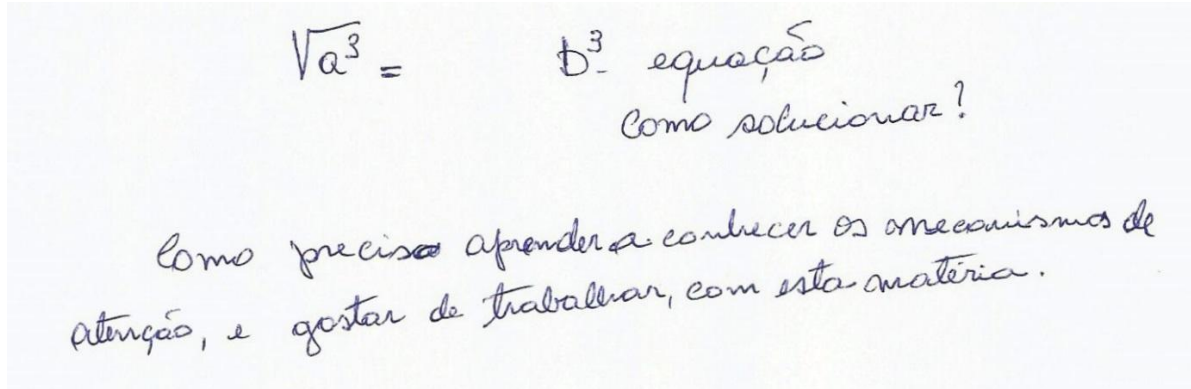 √a³ = b³ equação
como solucionar?
Como preciso aprender a conhecer os mecanismos de
atenção, e gostar de trabalhar, com esta matéria.